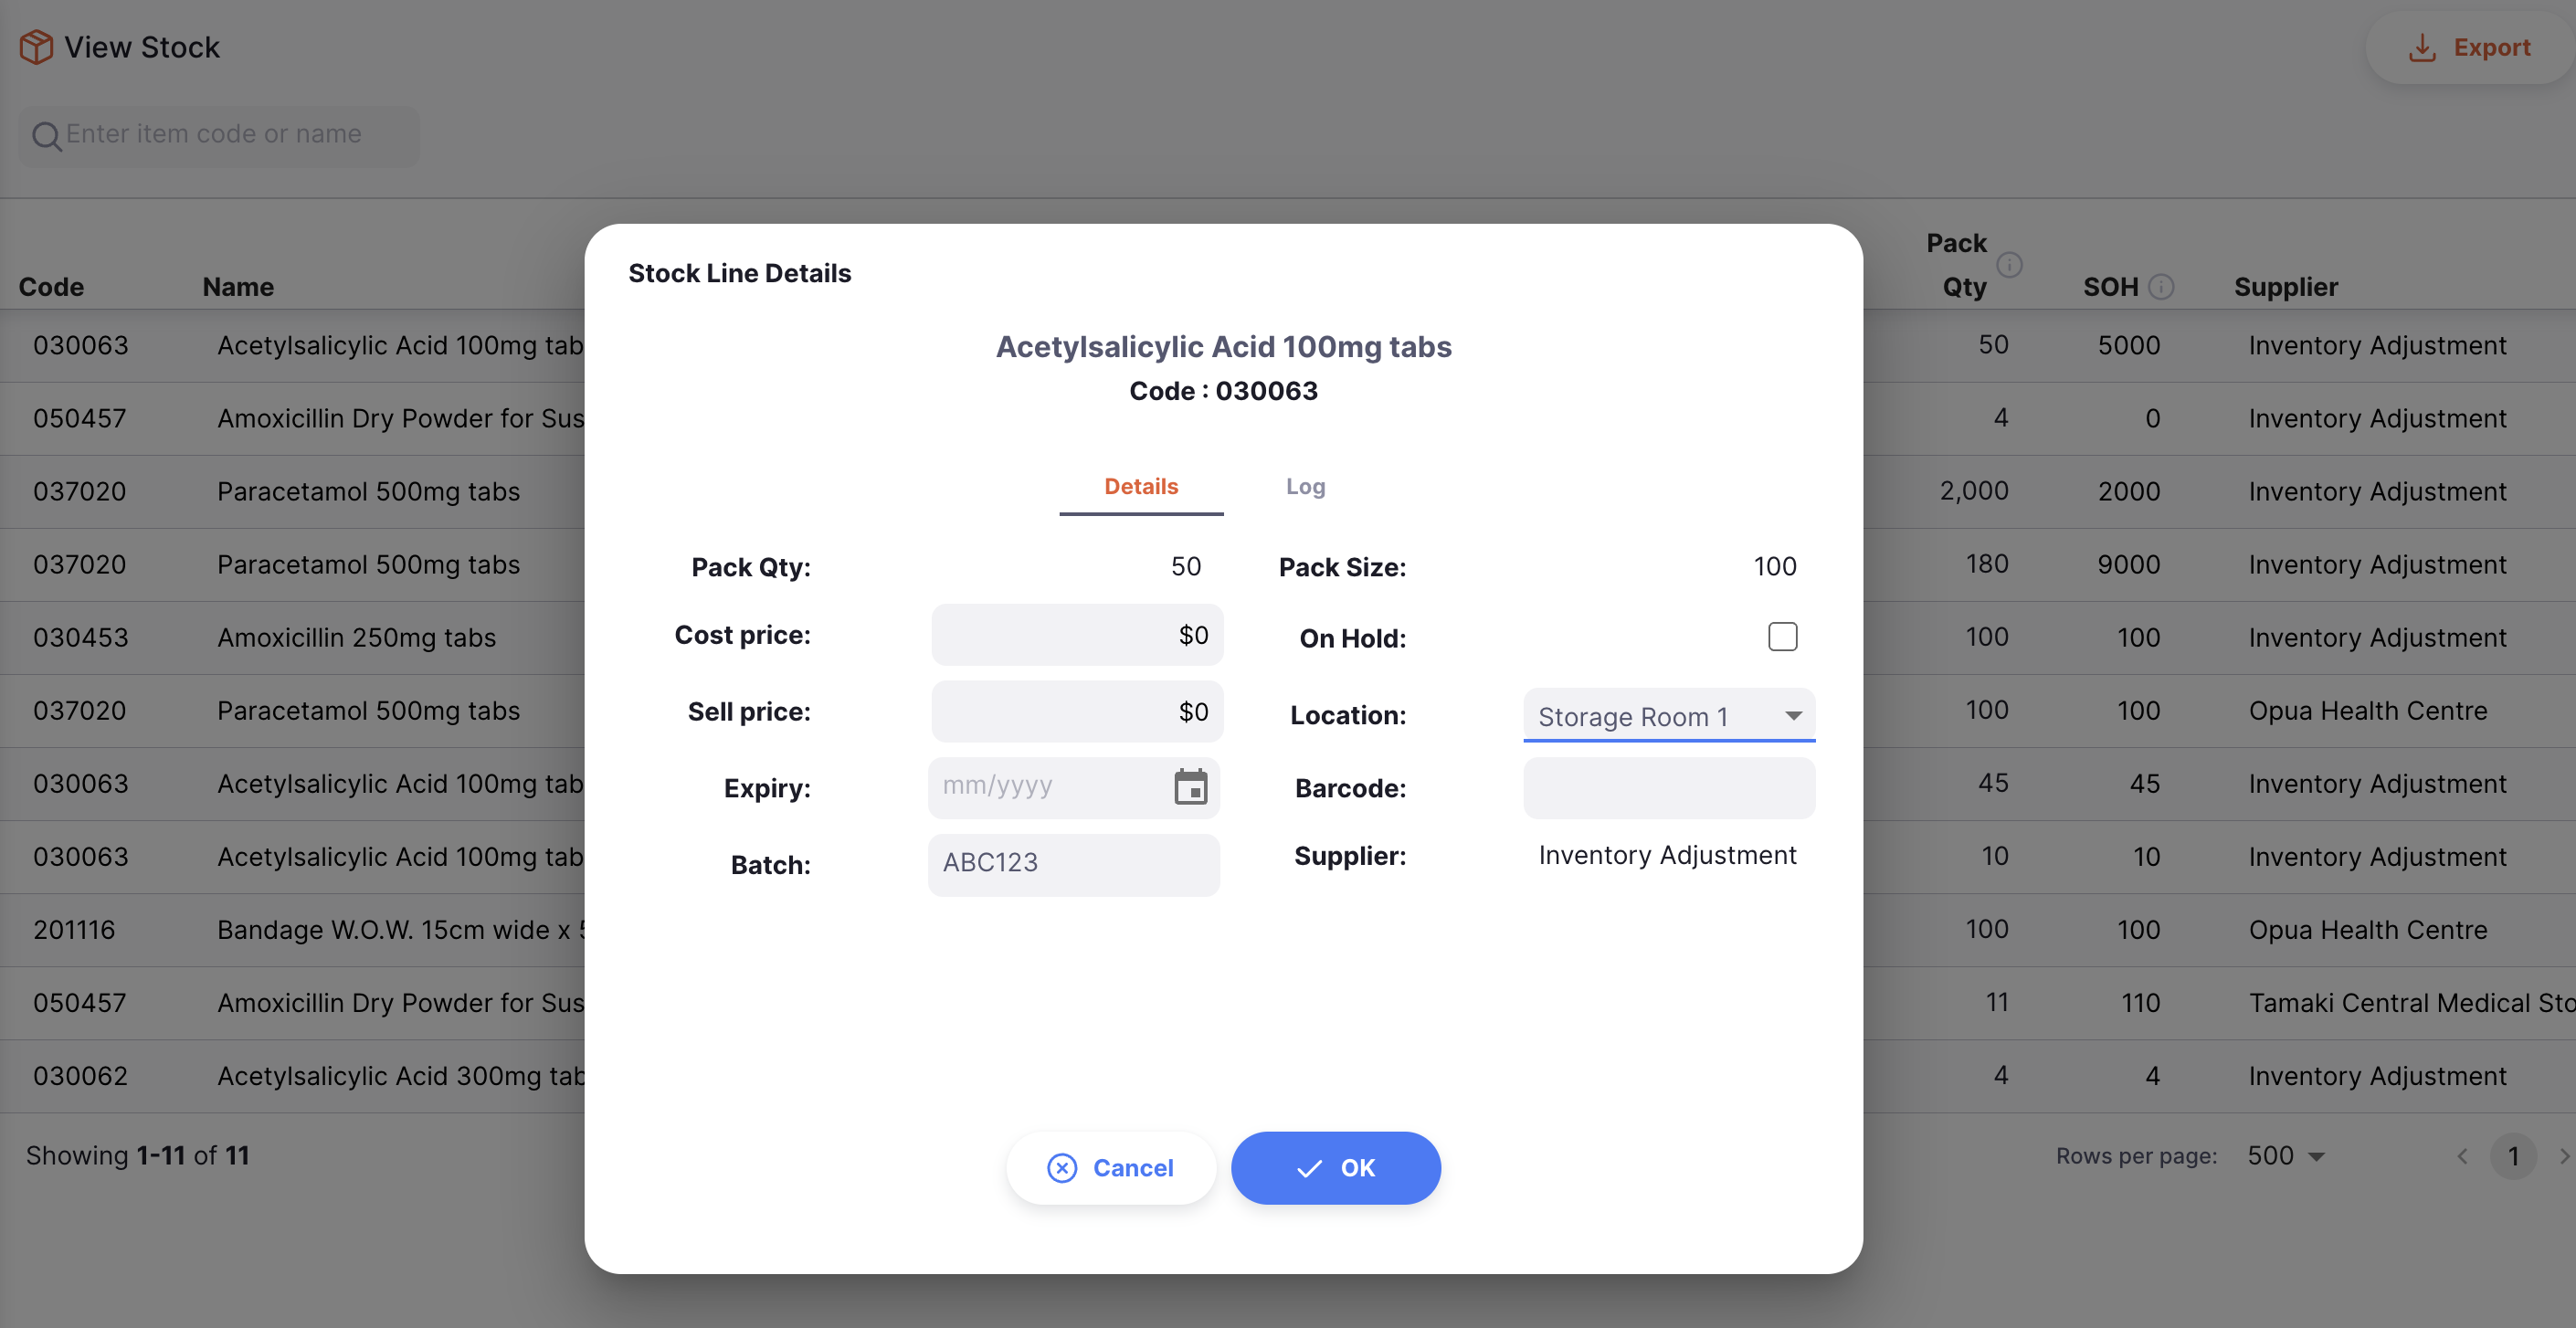 View Stock
Export
Enter item code or name
Code Name Pack Qty SOH Supplier
Stock Line Details
Acetylsalicylic Acid 100mg tabs
Code : 030063
Details Log
Pack Qty: 50 Pack Size: 100
Cost price: $0 On Hold:
Sell price: $0 Location: Storage Room 1
Expiry: mm/yyyy Barcode:
Batch: ABC123 Supplier: Inventory Adjustment
Cancel OK
030063 Acetylsalicylic Acid 100mg 50 5000 Inventory Adjustment
050457 Amoxicillin Dry Powder for 4 0 Inventory Adjustment
037020 Paracetamol 500mg tabs 2,000 2000 Inventory Adjustment
037020 Paracetamol 500mg tabs 180 9000 Inventory Adjustment
030453 Amoxicillin 250mg tabs 100 100 Inventory Adjustment
037020 Paracetamol 500mg tabs 100 100 Opua Health Centre
030063 Acetylsalicylic Acid 100mg 45 45 Inventory Adjustment
030063 Acetylsalicylic Acid 100mg 10 10 Inventory Adjustment
201116 Bandage W.O.W. 15cm wide x 100 100 Opua Health Centre
050457 Amoxicillin Dry Powder for 11 110 Tamaki Central Medical
030062 Acetylsalicylic Acid 300mg 4 4 Inventory Adjustment
Showing 1-11 of 11 Rows per page: 500 1